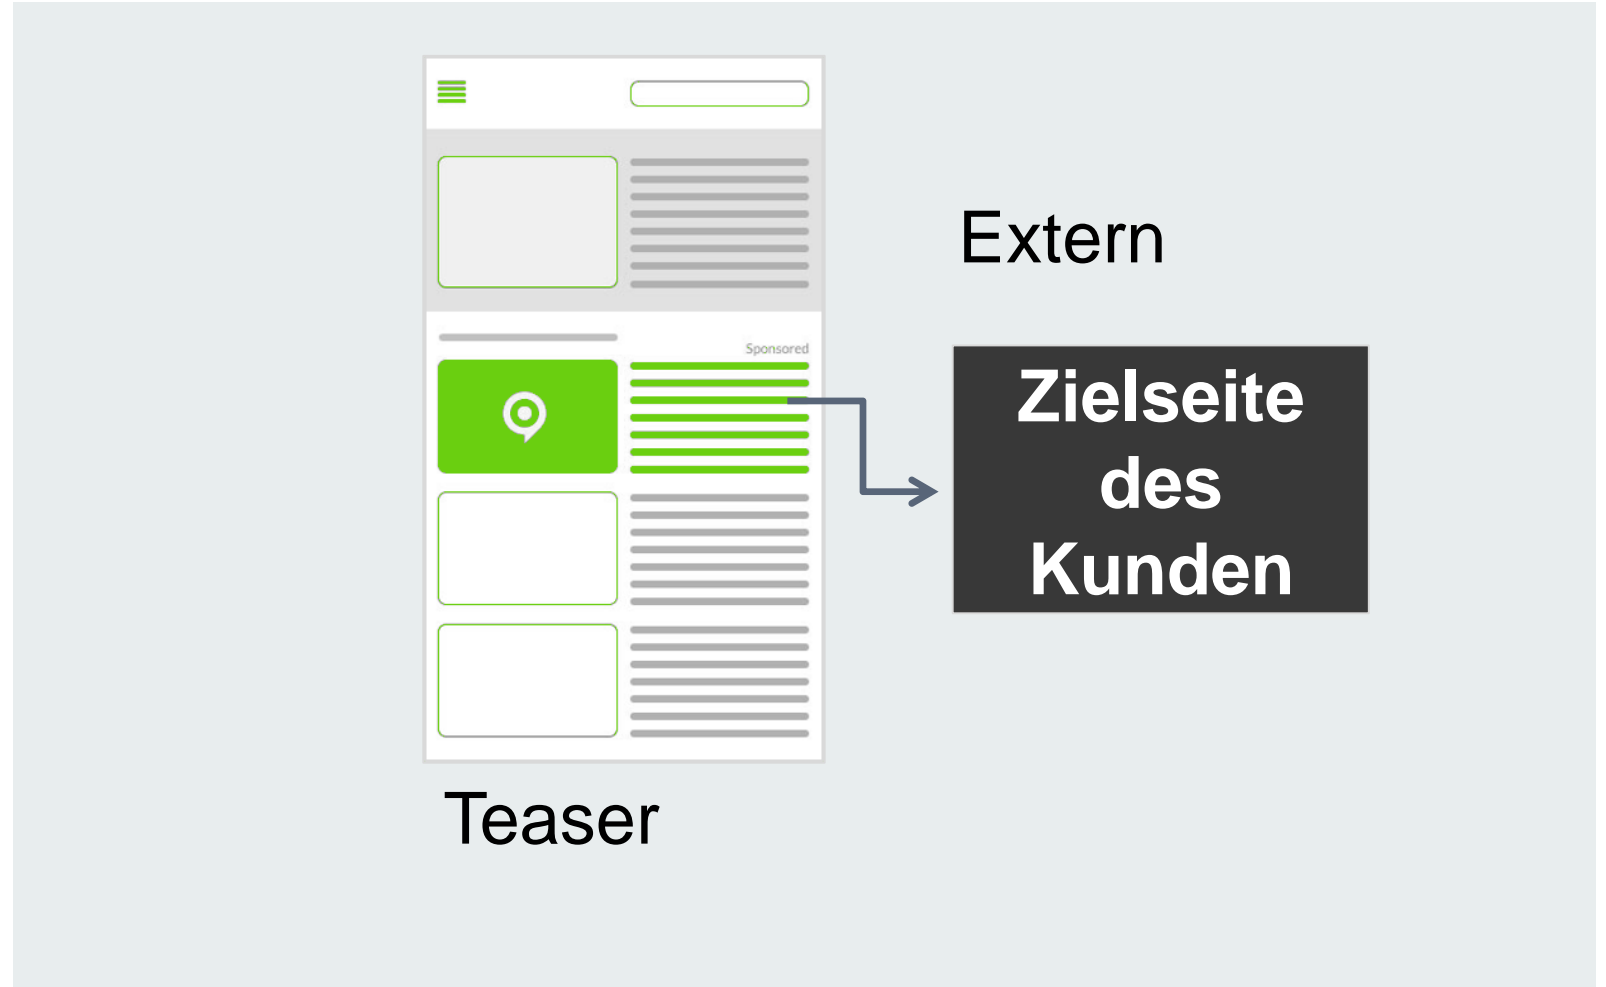 Extern
Sponsored
Zielseite
des
Kunden
Teaser